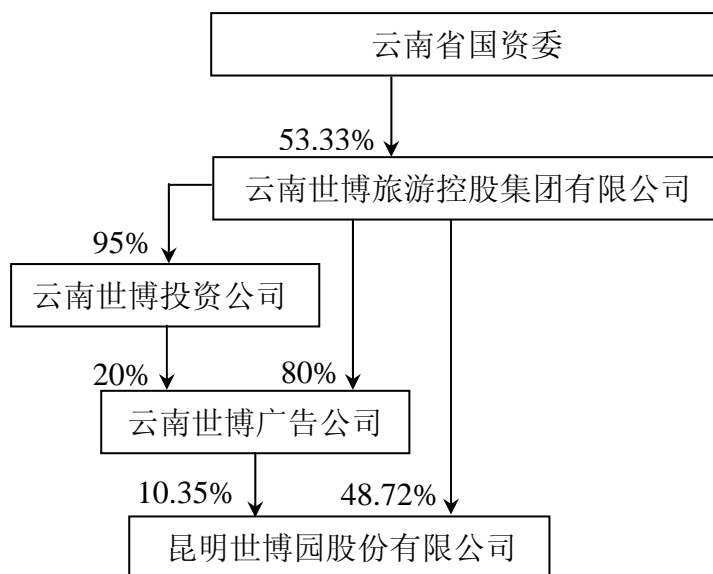 云南省国资委
53.33%
云南世博旅游控股集团有限公司
95%
云南世博投资公司
20%
80%
云南世博广告公司
10.35%
48.72%
昆明世博园股份有限公司